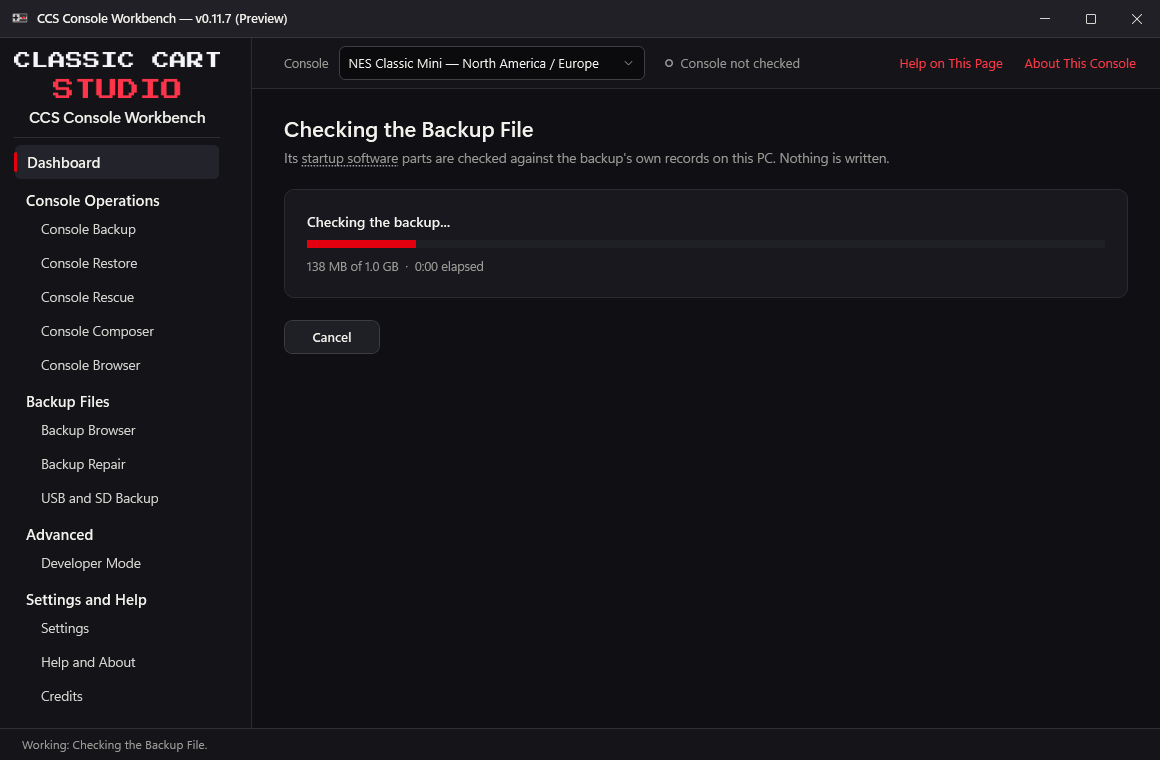 CCS Console Workbench — v0.11.7 (Preview)
CLASSIC CART
STUDIO
CCS Console Workbench
Dashboard
Console Operations
Console Backup
Console Restore
Console Rescue
Console Composer
Console Browser
Backup Files
Backup Browser
Backup Repair
USB and SD Backup
Advanced
Developer Mode
Settings and Help
Settings
Help and About
Credits
Console NES Classic Mini — North America / Europe Console not checked Help on This Page About This Console
Checking the Backup File
Its startup software parts are checked against the backup's own records on this PC. Nothing is written.
Checking the backup...
138 MB of 1.0 GB · 0:00 elapsed
Cancel
Working: Checking the Backup File.